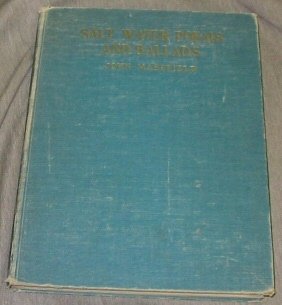 SALT WATER POEMS
AND BALLADS
JOHN MASEFIELD